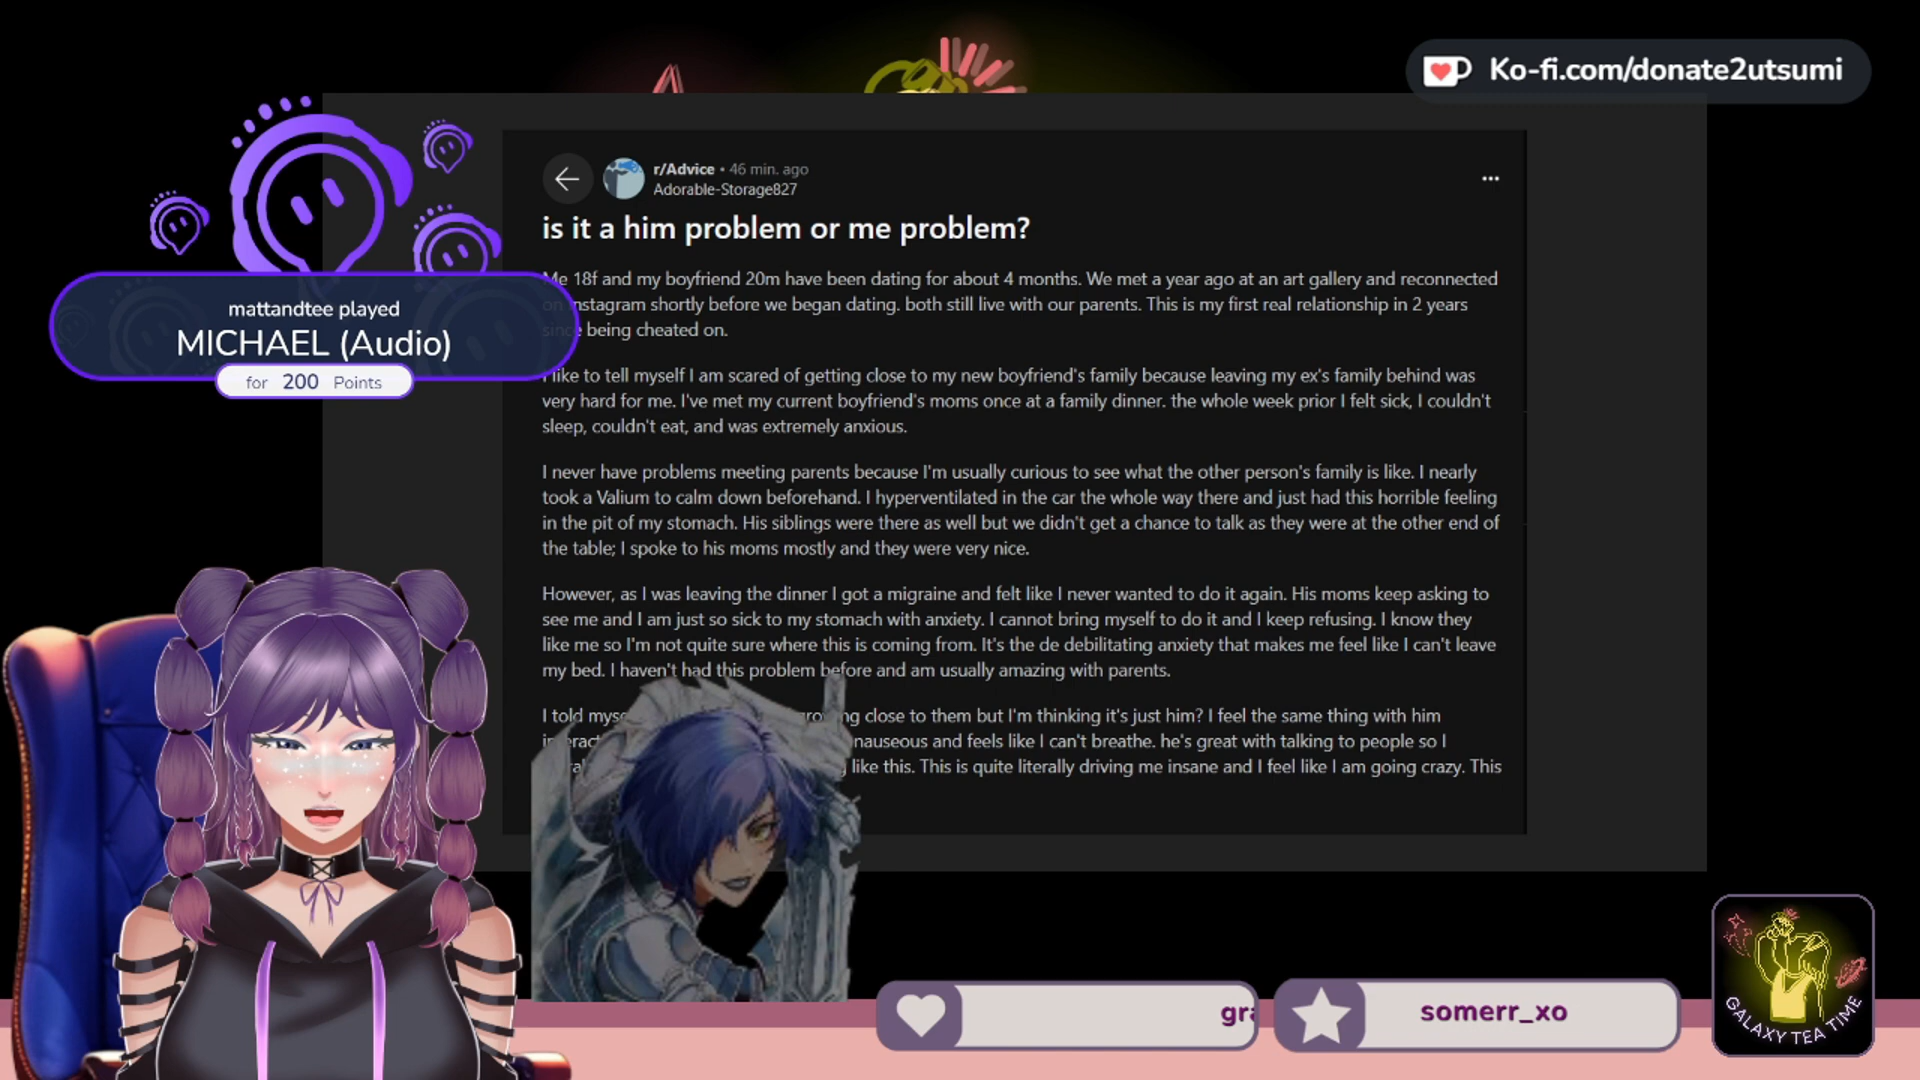 Ko-fi.com/donate2utsumi
r/Advice • 46 min. ago
Adorable-Storage827
is it a him problem or me problem?
Me 18f and my boyfriend 20m have been dating for about 4 months. We met a year ago at an art gallery and reconnected
on Instagram shortly before we began dating. both still live with our parents. This is my first real relationship in 2 years
since being cheated on.
I like to tell myself I am scared of getting close to my new boyfriend's family because leaving my ex's family behind was
very hard for me. I've met my current boyfriend's moms once at a family dinner. the whole week prior I felt sick, I couldn't
sleep, couldn't eat, and was extremely anxious.
I never have problems meeting parents because I'm usually curious to see what the other person's family is like. I nearly
took a Valium to calm down beforehand. I hyperventilated in the car the whole way there and just had this horrible feeling
in the pit of my stomach. His siblings were there as well but we didn't get a chance to talk as they were at the other end of
the table; I spoke to his moms mostly and they were very nice.
However, as I was leaving the dinner I got a migraine and felt like I never wanted to do it again. His moms keep asking to
see me and I am just so sick to my stomach with anxiety. I cannot bring myself to do it and I keep refusing. I know they
like me so I'm not quite sure where this is coming from. It's the de debilitating anxiety that makes me feel like I can't leave
my bed. I haven't had this problem before and am usually amazing with parents.
I told close to them but I'm thinking it's just him? I feel the same thing with him
nauseous and feels like I can't breathe. he's great with talking to people so I
like this. This is quite literally driving me insane and I feel like I am going crazy. This
mattandtee played
MICHAEL (Audio)
for 200 Points
somerr_xo
GALAXY TEA TIME